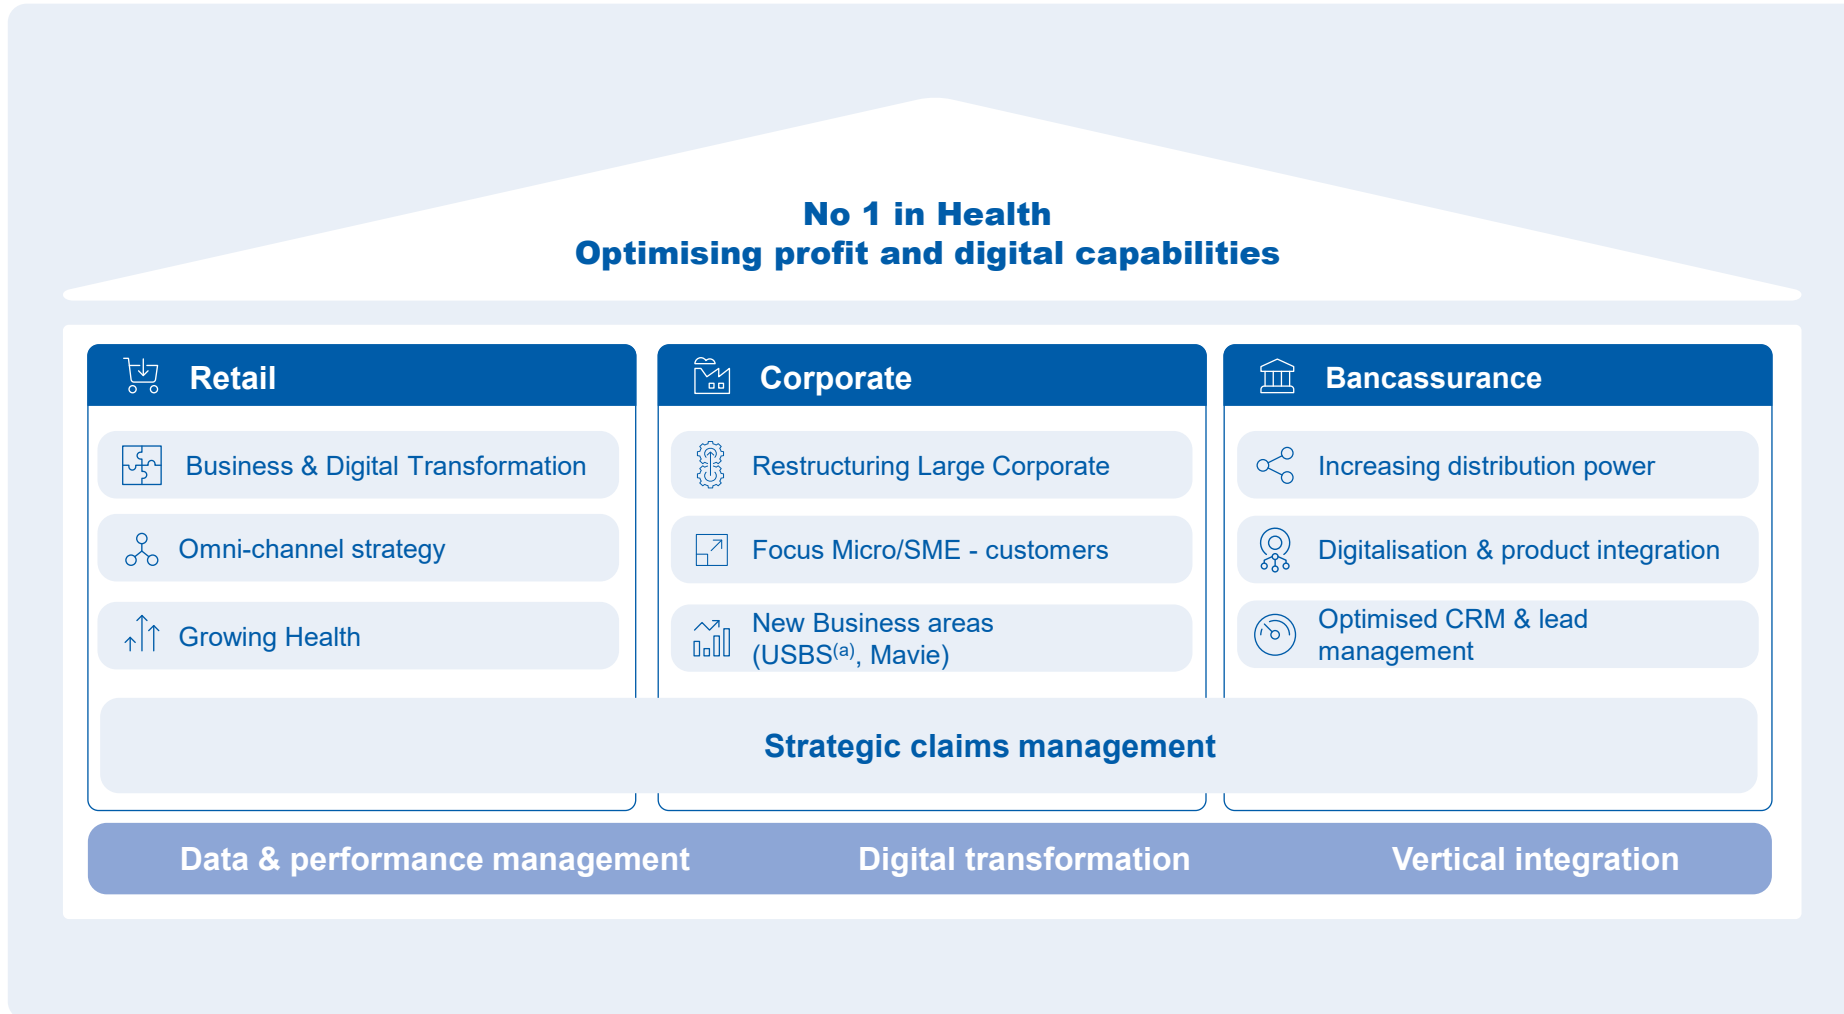 No 1 in Health
Optimising profit and digital capabilities
Retail
Business & Digital Transformation
Omni-channel strategy
Growing Health
Corporate
Restructuring Large Corporate
Focus Micro/SME - customers
New Business areas
(USBS(a), Mavie)
Bancassurance
Increasing distribution power
Digitalisation & product integration
Optimised CRM & lead
management
Strategic claims management
Data & performance management
Digital transformation
Vertical integration